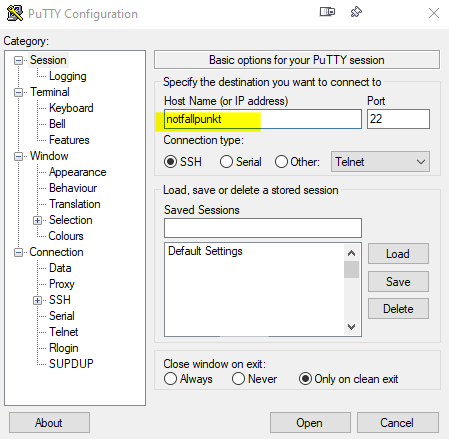 PuTTY Configuration
Category:
Session
Logging
Terminal
Keyboard
Bell
Features
Window
Appearance
Behaviour
Translation
Selection
Colours
Connection
Data
Proxy
SSH
Serial
Telnet
Rlogin
SUPDUP
Basic options for your PuTTY session
Specify the destination you want to connect to
Host Name (or IP address) Port
notfallpunkt 22
Connection type:
SSH Serial Other: Telnet
Load, save or delete a stored session
Saved Sessions
Default Settings
Load
Save
Delete
Close window on exit:
Always Never Only on clean exit
About Open Cancel